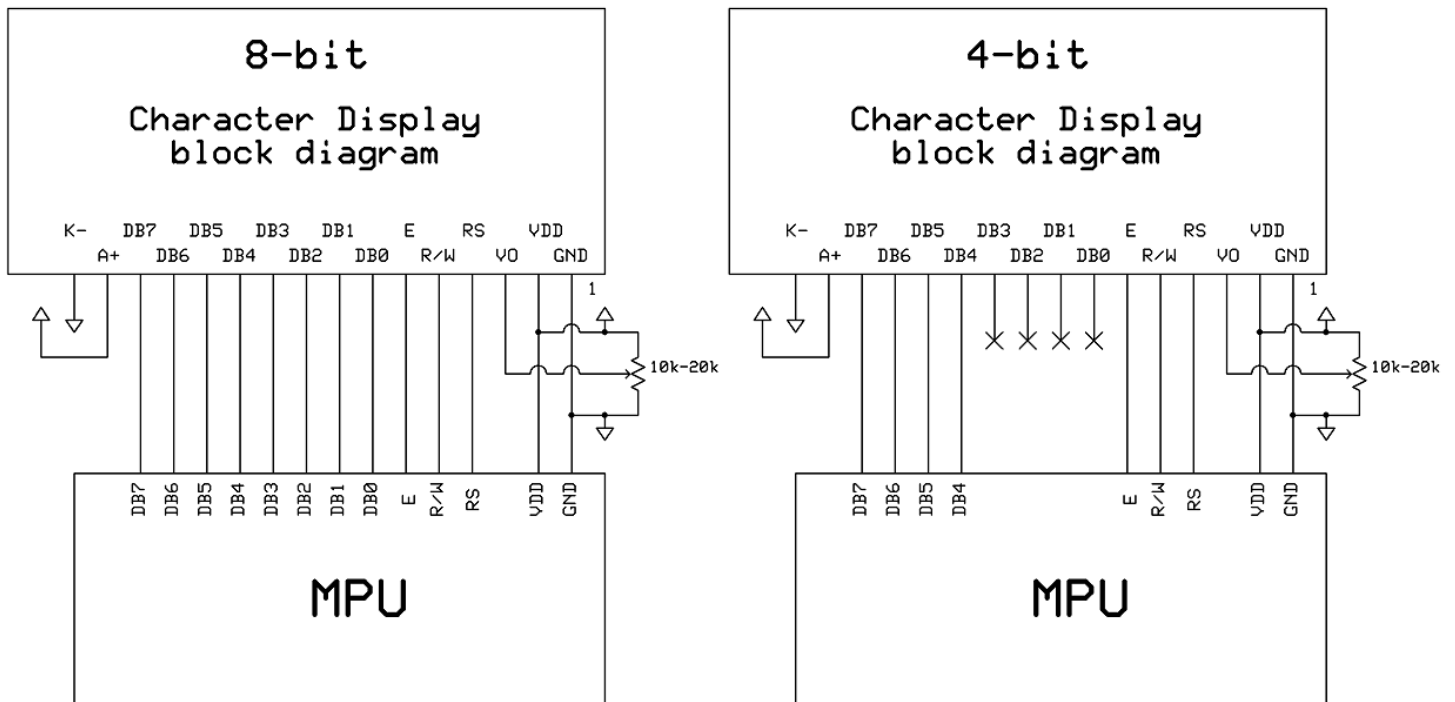 8-bit
Character Display
block diagram
K- DB7 DB5 DB3 DB1 E RS VDD
A+ DB6 DB4 DB2 DB0 R/W VO GND
1
10k-20k
DB7 DB6 DB5 DB4 DB3 DB2 DB1 DB0 E R/W RS VDD GND
MPU
4-bit
Character Display
block diagram
K- DB7 DB5 DB3 DB1 E RS VDD
A+ DB6 DB4 DB2 DB0 R/W VO GND
1
10k-20k
DB7 DB6 DB5 DB4 E R/W RS VDD GND
MPU